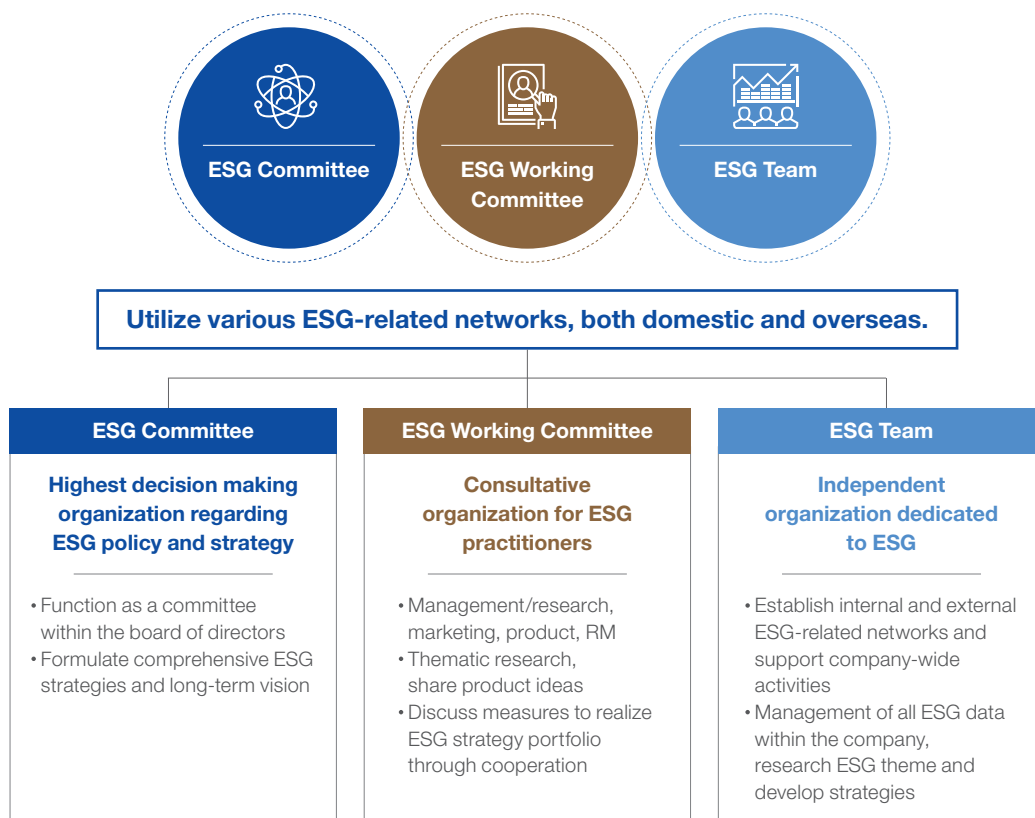 ESG Committee
ESG Working
Committee
ESG Team
Utilize various ESG-related networks, both domestic and overseas.
ESG Committee
Highest decision making
organization regarding
ESG policy and strategy
• Function as a committee
within the board of directors
• Formulate comprehensive ESG
strategies and long-term vision
ESG Working Committee
Consultative
organization for ESG
practitioners
• Management/research,
marketing, product, RM
• Thematic research,
share product ideas
• Discuss measures to realize
ESG strategy portfolio
through cooperation
ESG Team
Independent
organization dedicated
to ESG
• Establish internal and external
ESG-related networks and
support company-wide
activities
• Management of all ESG data
within the company,
research ESG theme and
develop strategies